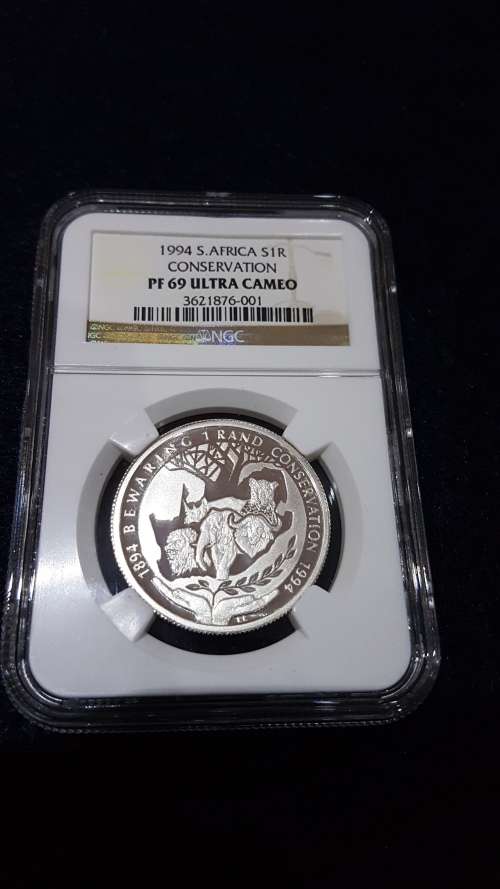 1994 S.AFRICA S1R
CONSERVATION
PF 69 ULTRA CAMEO
3621876-001
NGC
1894 BEWARING 1 RAND CONSERVATION 1994